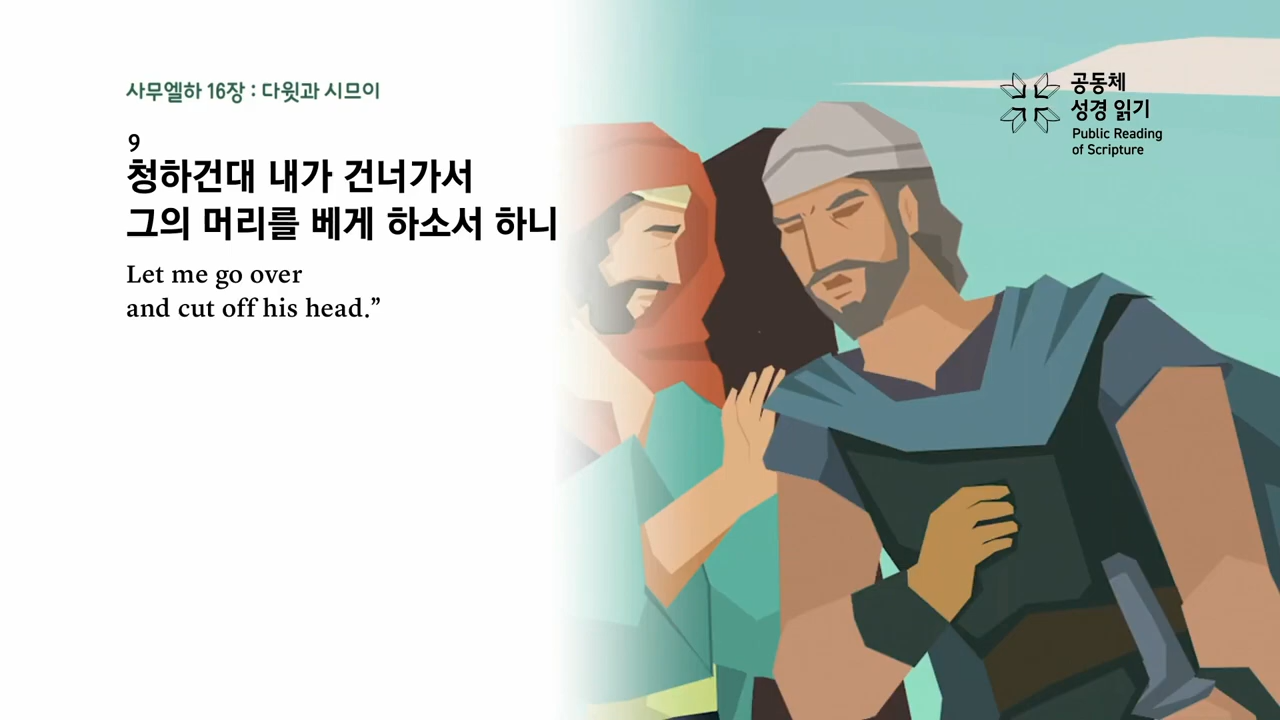 사무엘하 16장 : 다윗과 시므이
9
청하건대 내가 건너가서
그의 머리를 베게 하소서 하니
Let me go over
and cut off his head.”
공동체
성경 읽기
Public Reading
of Scripture